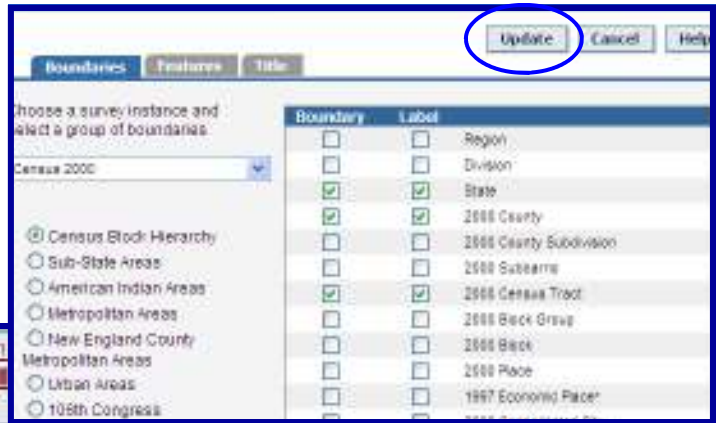 Update Cancel Help
Boundaries Features Title
Choose a survey instance and
select a group of boundaries
Census 2000
Census Block Hierarchy
Sub-State Areas
American Indian Areas
Metropolitan Areas
New England County
Metropolitan Areas
Urban Areas
106th Congress
Boundary Label
Region
Division
State
2000 County
2000 County Subdivision
2000 Subbarrio
2000 Census Tract
2000 Block Group
2000 Block
2000 Place
1997 Economic Place